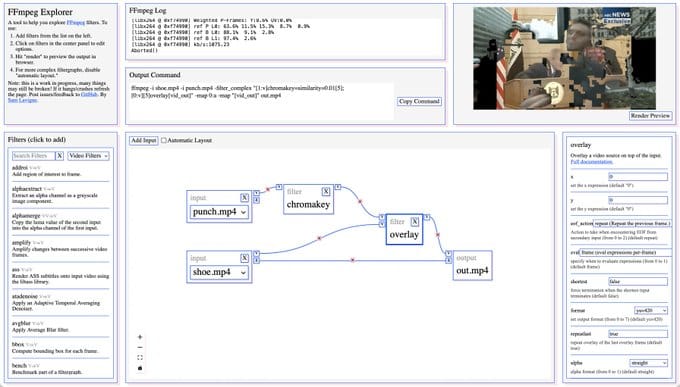 FFmpeg Explorer
A tool to help you explore FFmpeg filters. To
use:
1. Add filters from the list on the left.
2. Click on filters in the center panel to edit
options.
3. Hit "render" to preview the output in
browser.
4. For more complex filtergraphs, disable
"automatic layout."
Note: this is a work in progress, many things
may still be broken! If it hangs/crashes refresh
the page. Post issues/feedback to GitHub. By
Sam Lavigne.
FFmpeg Log
[libx264 @ 0xf74990] Weighted P-Frames: Y:0.6% UV:0.0%
[libx264 @ 0xf74990] ref P L0: 63.6% 11.5% 15.3% 8.7% 0.9%
[libx264 @ 0xf74990] ref B L0: 88.1% 9.1% 2.8%
[libx264 @ 0xf74990] ref B L1: 97.4% 2.6%
[libx264 @ 0xf74990] kb/s:1075.23
Aborted()
Output Command
ffmpeg -i shoe.mp4 -i punch.mp4 -filter_complex "[1:v]chromakey=similarity=0.01[5];
[0:v][5]overlay[vid_out]" -map 0:a -map "[vid_out]" out.mp4
Copy Command
abc NEWS
Exclusive
Render Preview
Filters (click to add)
Search Filters
X
Video Filters
addroi V->V
Add region of interest to frame.
alphaextract V->V
Extract an alpha channel as a grayscale
image component.
alphamerge VV->V
Copy the luma value of the second input
into the alpha channel of the first input.
amplify V->V
Amplify changes between successive video
frames.
ass V->V
Render ASS subtitles onto input video using
the libass library.
atadenoise V->V
Apply an Adaptive Temporal Averaging
Denoiser.
avgblur V->V
Apply Average Blur filter.
bbox V->V
Compute bounding box for each frame.
bench V->V
Benchmark part of a filtergraph.
Add Input
Automatic Layout
input X
punch.mp4
filter X
chromakey
filter X
overlay
input X
shoe.mp4
output
out.mp4
overlay
Overlay a video source on top of the input.
Full documentation.
x 0
set the x expression (default "0")
y 0
set the y expression (default "0")
eof_action repeat (Repeat the previous frame.)
Action to take when encountering EOF from
secondary input (from 0 to 2) (default repeat)
eval frame (eval expressions per-frame)
specify when to evaluate expressions (from 0 to 1)
(default frame)
shortest false
force termination when the shortest input
terminates (default false)
format yuv420
set output format (from 0 to 7) (default yuv420)
repeatlast true
repeat overlay of the last overlay frame (default
true)
alpha straight
alpha format (from 0 to 1) (default straight)